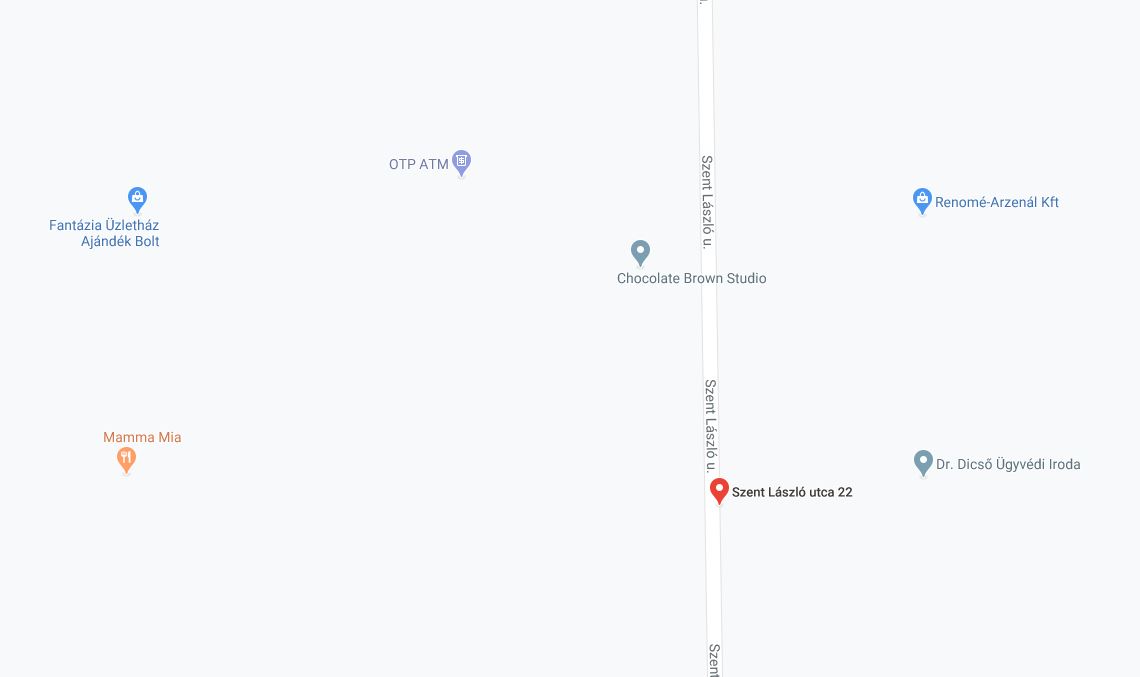 l.
OTP ATM
Szent László u.
Renomé-Arzenál Kft
Fantázia Üzletház
Ajándék Bolt
Chocolate Brown Studio
Szent László u.
Mamma Mia
Dr. Dicső Ügyvédi Iroda
Szent László utca 22
Szent